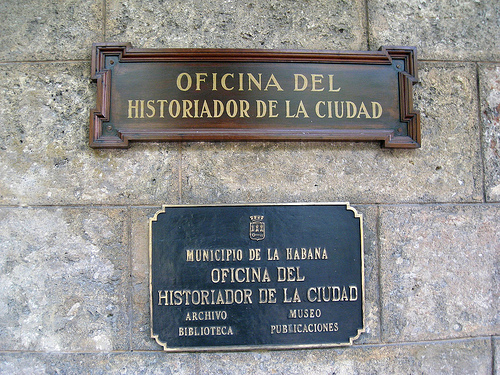 OFICINA DEL
HISTORIADOR DE LA CIUDAD
MUNICIPIO DE LA HABANA
OFICINA DEL
HISTORIADOR DE LA CIUDAD
ARCHIVO MUSEO
BIBLIOTECA PUBLICACIONES